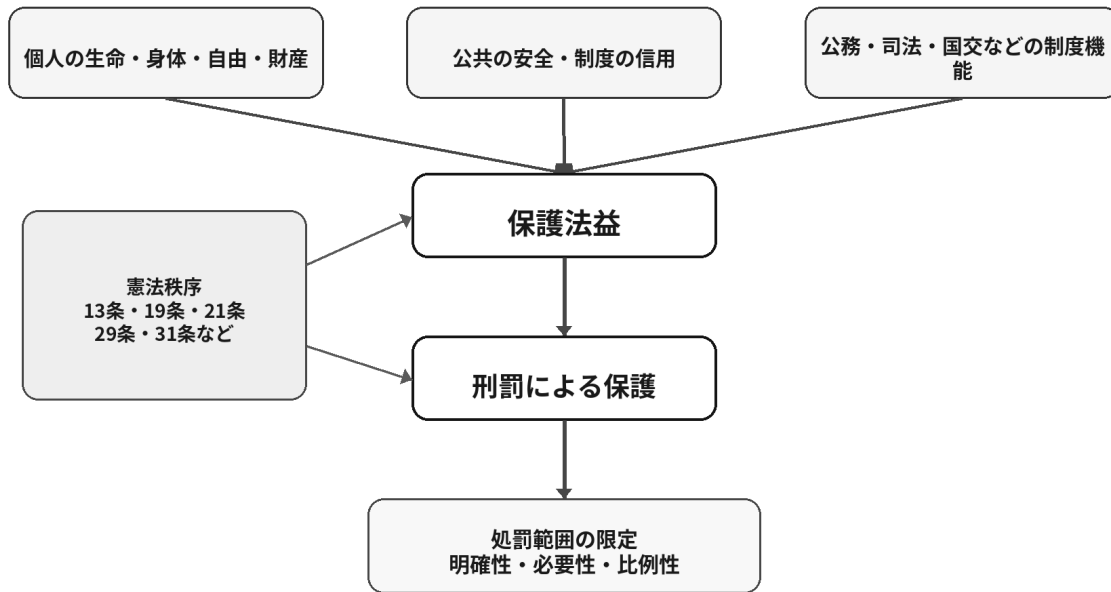 個人の生命・身体・自由・財産
公共の安全・制度の信用
公務・司法・国交などの制度機
能
保護法益
憲法秩序
13条・19条・21条
29条・31条など
刑罰による保護
処罰範囲の限定
明確性・必要性・比例性